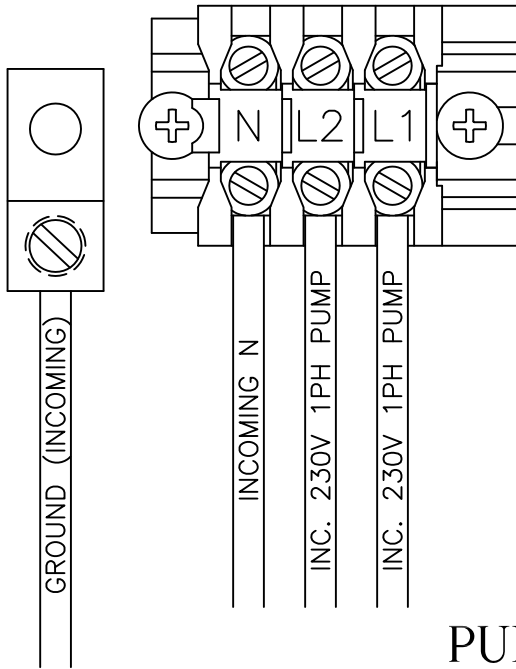 N L2 L1
GROUND (INCOMING)
INCOMING N
INC. 230V 1PH PUMP
INC. 230V 1PH PUMP